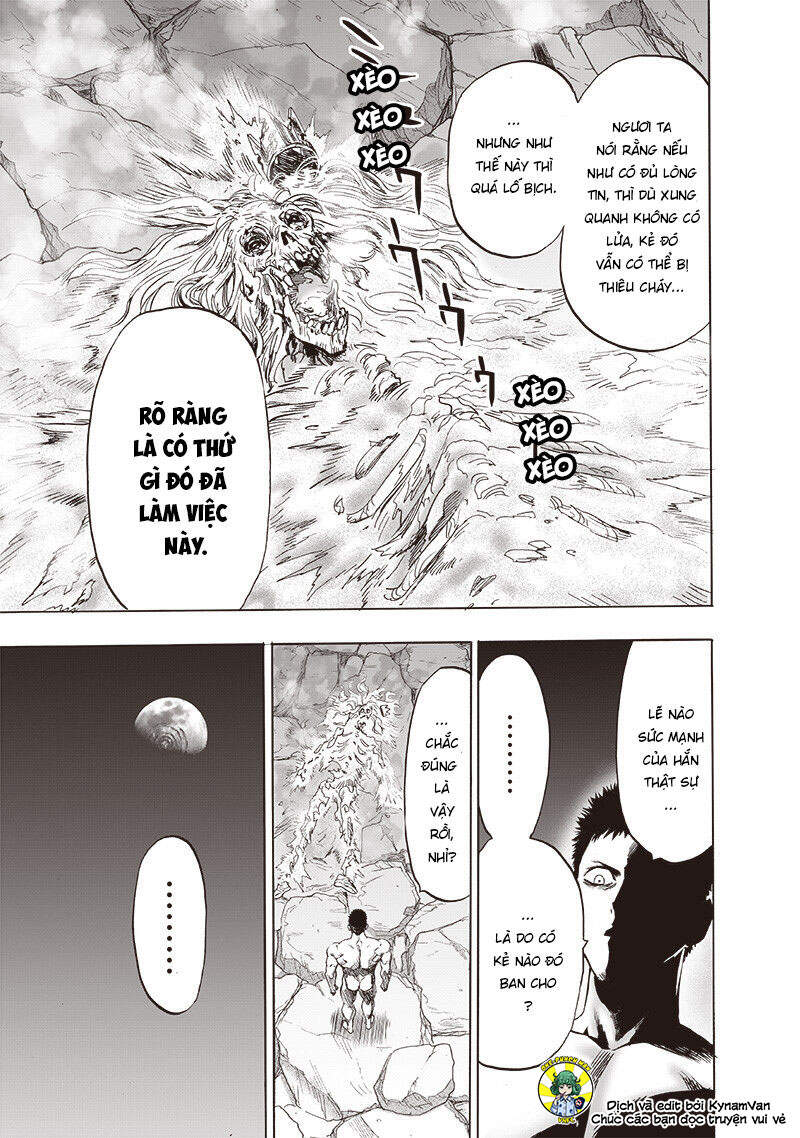 NGƯƠI TA
NÓI RẰNG NẾU
NHƯ CÓ ĐỦ LÒNG
TIN, THÌ DÙ XUNG
QUANH KHÔNG CÓ
LỬA, KẺ ĐÓ
VẪN CÓ THỂ BỊ
THIÊU CHÁY...
...
NHƯNG NHƯ
THẾ NÀY THÌ
QUÁ LỐ BỊCH.
XÈO
XÈO
XÈO
XÈO
XÈO
XÈO
RÕ RÀNG
LÀ CÓ THỨ
GÌ ĐÓ ĐÃ
LÀM VIỆC
NÀY.
LẼ NÀO
SỨC MẠNH
CỦA HẮN
THẬT SỰ
...
......
...
LÀ DO CÓ
KẺ NÀO ĐÓ
BAN CHO
?
...
CHẮC
ĐÚNG
LÀ
VẬY
RỒI,
NHỈ?
.........
Dịch và edit bởi KynamVan
Chúc các bạn đọc truyện vui vẻ